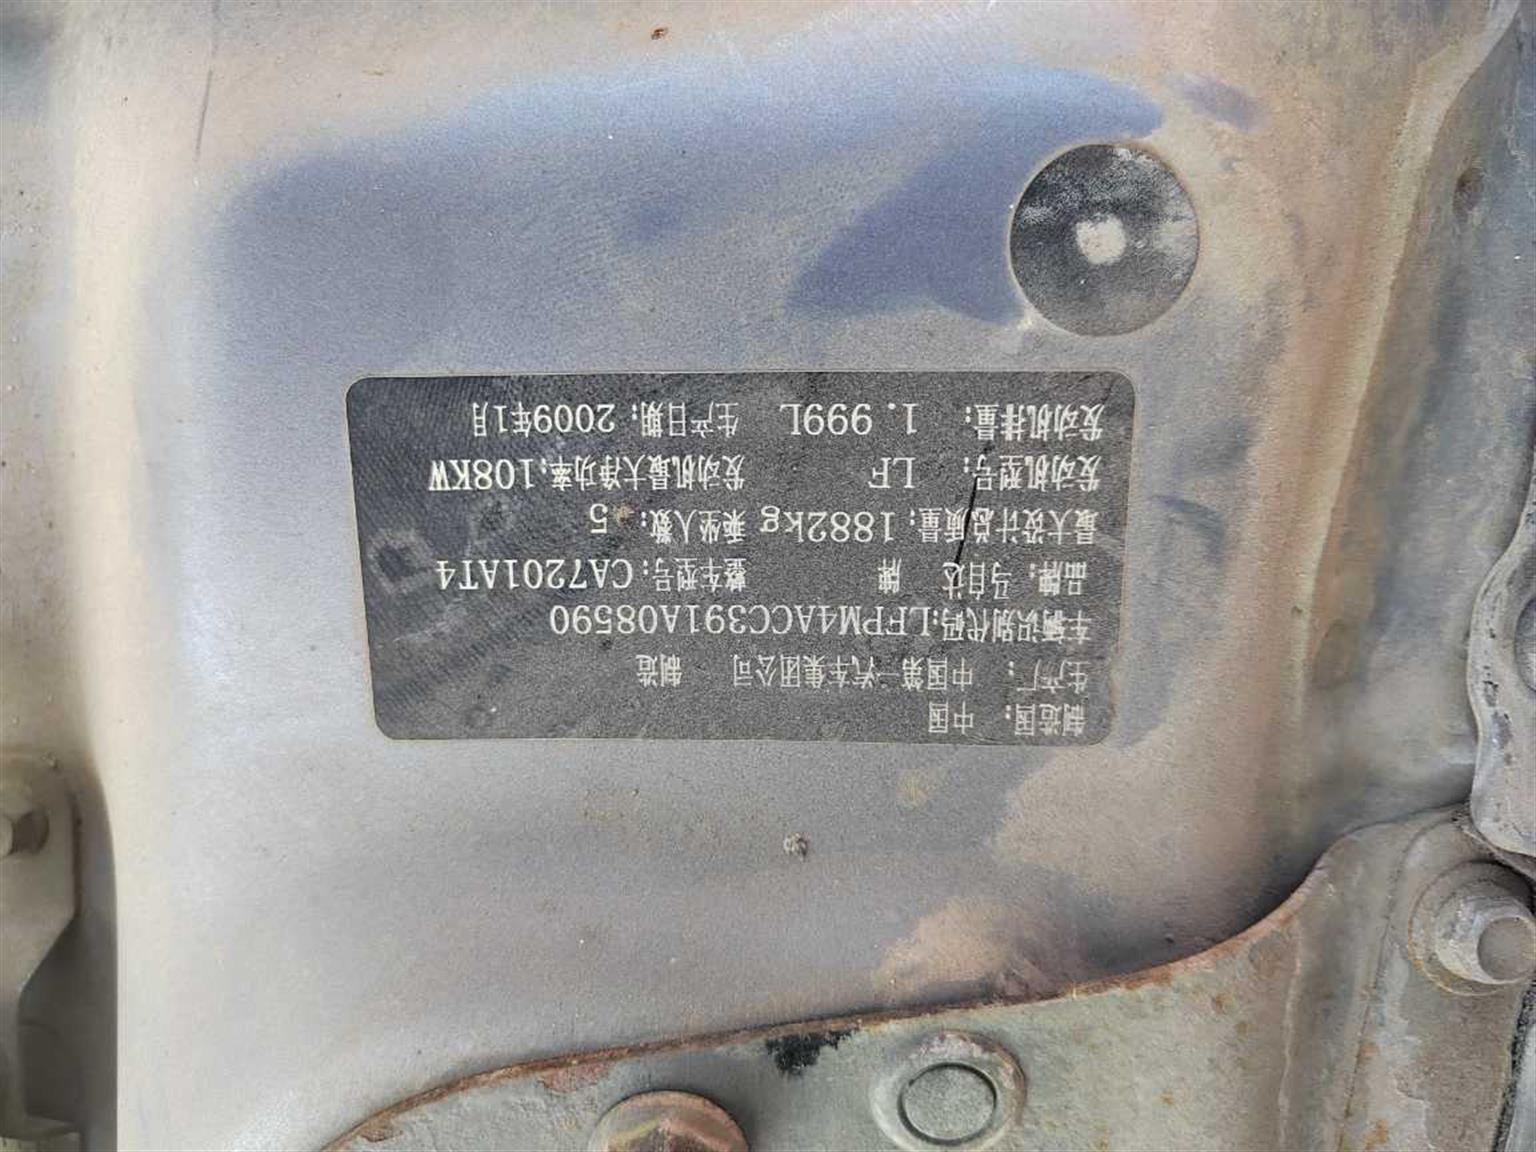 制造国：中国
生产厂：中国第一汽车集团公司 制造
车辆识别代码:LFPM4ACC391A08590
品牌：马自达 牌 整车型号:CA7201AT4
最大设计总质量：1882kg 乘坐人数：5
发动机型号：LF 发动机最大净功率:108KW
发动机排量：1.999L 生产日期：2009年1月